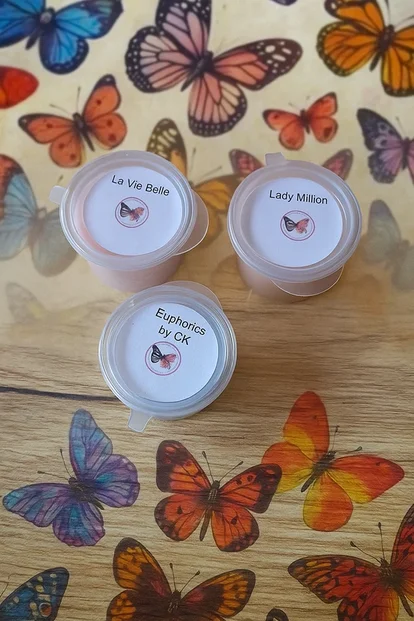 La Vie Belle
Lady Million
Euphorics
by CK